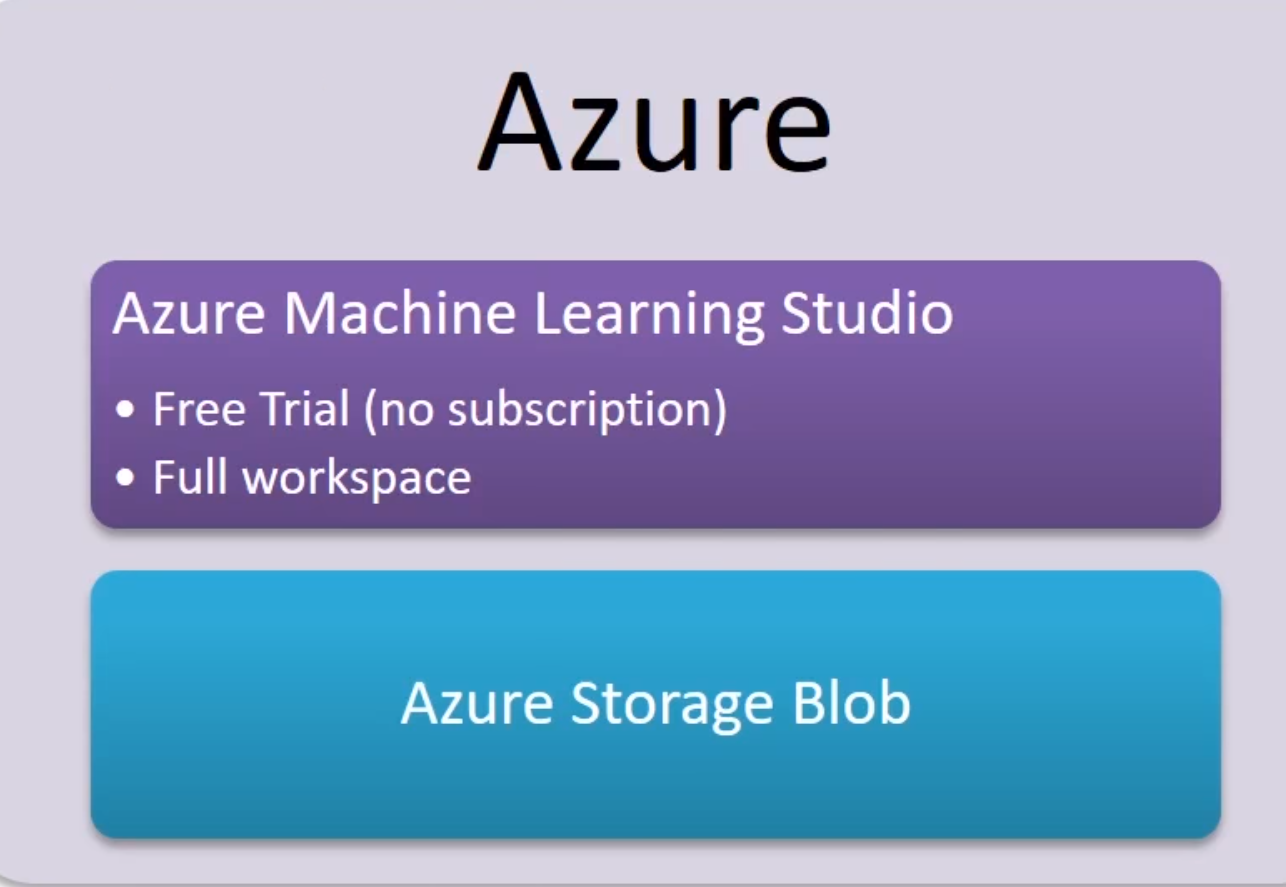 Azure
Azure Machine Learning Studio
• Free Trial (no subscription)
• Full workspace
Azure Storage Blob